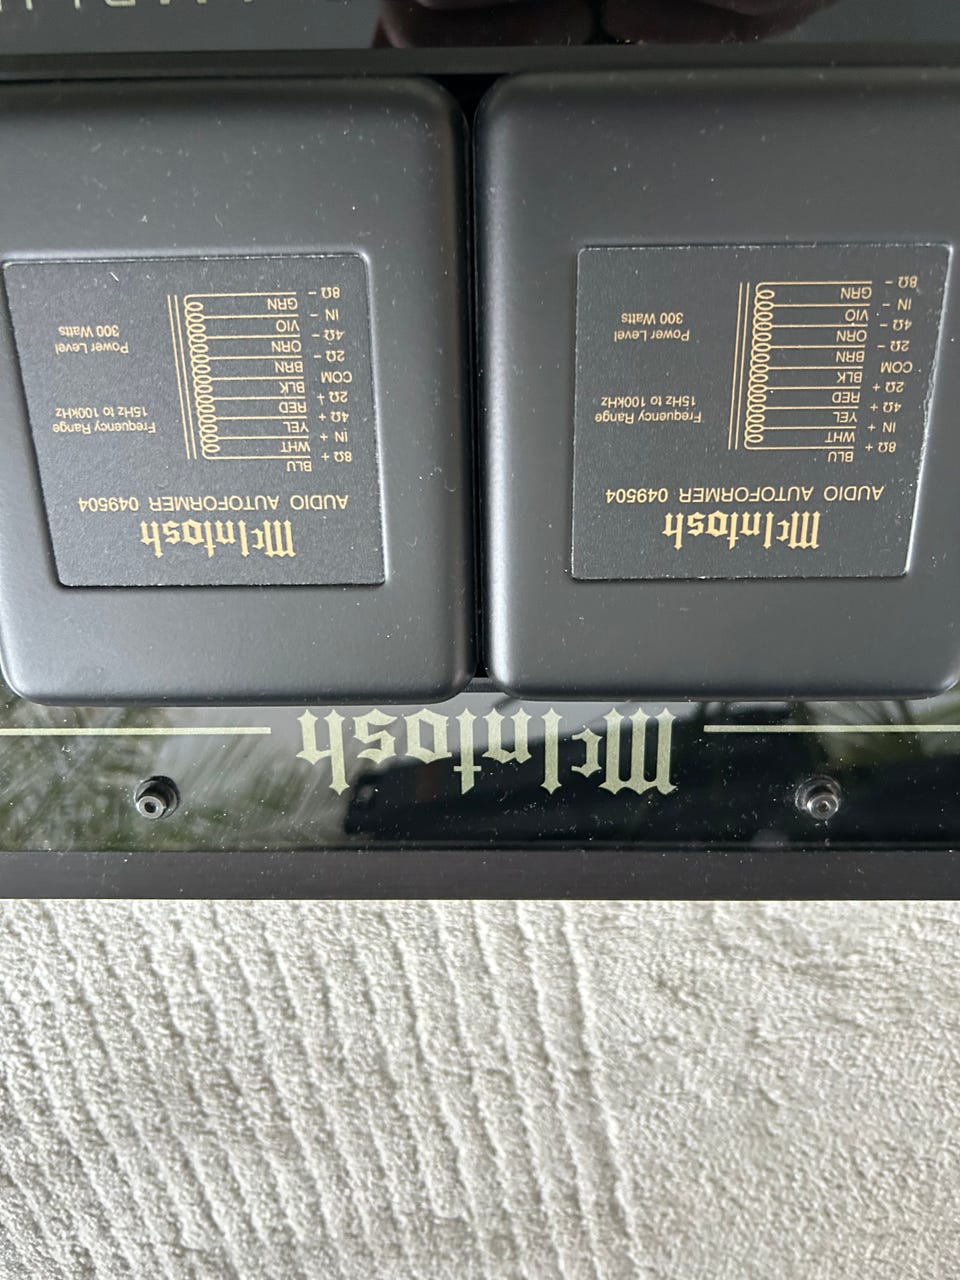 McIntosh
McIntosh
AUDIO AUTOFORMER 049504
8Ω + BLU
IN + WHT
4Ω + YEL
2Ω + RED
COM BLK
2Ω - BRN
4Ω - ORN
IN - VIO
8Ω - GRN
Frequency Range
15Hz to 100kHz
Power Level
300 Watts
McIntosh
AUDIO AUTOFORMER 049504
8Ω + BLU
IN + WHT
4Ω + YEL
2Ω + RED
COM BLK
2Ω - BRN
4Ω - ORN
IN - VIO
8Ω - GRN
Frequency Range
15Hz to 100kHz
Power Level
300 Watts